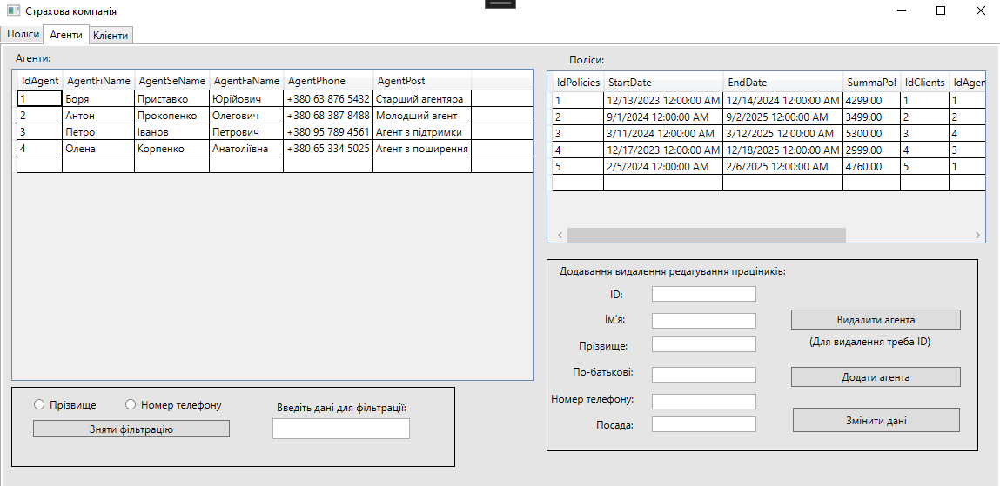 Страхова компанія
Поліси Агенти Клієнти
Агенти:
IdAgent AgentFiName AgentSeName AgentFaName AgentPhone AgentPost
1 Боря Приставко Юрійович +380 63 876 5432 Старший агентяра
2 Антон Прокопенко Олегович +380 68 387 8488 Молодший агент
3 Петро Іванов Петрович +380 95 789 4561 Агент з підтримки
4 Олена Корпенко Анатоліївна +380 65 334 5025 Агент з поширення
Поліси:
IdPolicies StartDate EndDate SummaPol IdClients IdAgen
1 12/13/2023 12:00:00 AM 12/14/2024 12:00:00 AM 4299.00 1 1
2 9/1/2024 12:00:00 AM 9/2/2025 12:00:00 AM 3499.00 2 2
3 3/11/2024 12:00:00 AM 3/12/2025 12:00:00 AM 5300.00 3 4
4 12/17/2023 12:00:00 AM 12/18/2025 12:00:00 AM 2999.00 4 3
5 2/5/2024 12:00:00 AM 2/6/2025 12:00:00 AM 4760.00 5 1
Прізвище Номер телефону
Зняти фільтрацію
Введіть дані для фільтрації:
Додавання видалення редагування праціників:
ID:
Ім'я:
Прізвище:
По-батькові:
Номер телефону:
Посада:
Видалити агента
(Для видалення треба ID)
Додати агента
Змінити дані